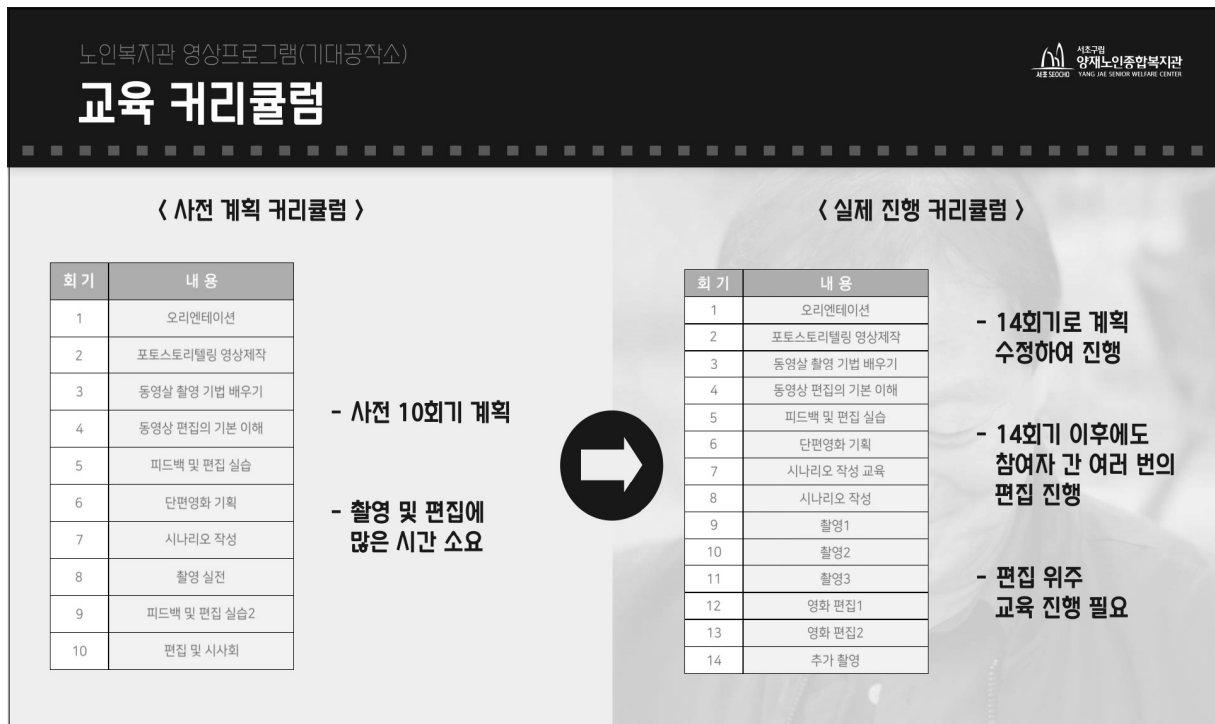 노인복지관 영상프로그램(기대공작소)
교육 커리큘럼
서초구립
양재노인종합복지관
YANG JAE SENIOR WELFARE CENTER
서초 SEOCHO
< 사전 계획 커리큘럼 >
회 기 내 용
1 오리엔테이션
2 포토스토리텔링 영상제작
3 동영살 촬영 기법 배우기
4 동영상 편집의 기본 이해
5 피드백 및 편집 실습
6 단편영화 기획
7 시나리오 작성
8 촬영 실전
9 피드백 및 편집 실습2
10 편집 및 시사회
- 사전 10회기 계획
- 촬영 및 편집에
많은 시간 소요
< 실제 진행 커리큘럼 >
회 기 내 용
1 오리엔테이션
2 포토스토리텔링 영상제작
3 동영살 촬영 기법 배우기
4 동영상 편집의 기본 이해
5 피드백 및 편집 실습
6 단편영화 기획
7 시나리오 작성 교육
8 시나리오 작성
9 촬영1
10 촬영2
11 촬영3
12 영화 편집1
13 영화 편집2
14 추가 촬영
- 14회기로 계획
수정하여 진행
- 14회기 이후에도
참여자 간 여러 번의
편집 진행
- 편집 위주
교육 진행 필요